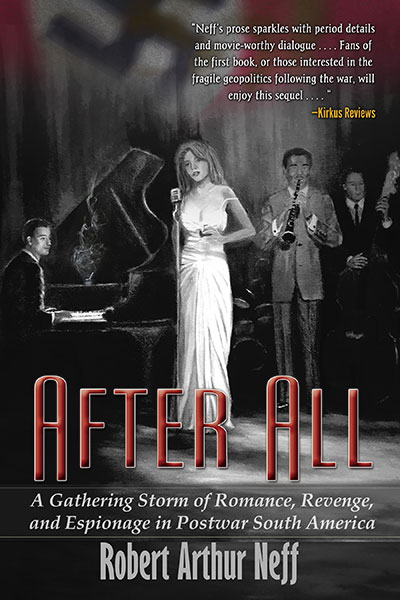 "Neff's prose sparkles with period details
and movie-worthy dialogue . . . . Fans of
the first book, or those interested in the
fragile geopolitics following the war, will
enjoy this sequel . . . . "
—Kirkus Reviews
AFTER ALL
A Gathering Storm of Romance, Revenge,
and Espionage in Postwar South America
Robert Arthur Neff